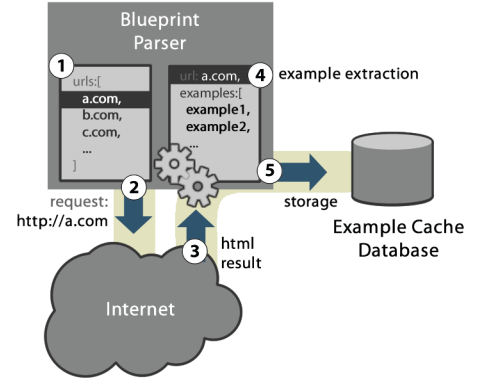 Blueprint
Parser
1
urls:[
a.com,
b.com,
c.com,
...
]
url: a.com,
examples:[
example1,
example2,
...
4
example extraction
2
request:
http://a.com
3
html
result
5
storage
Example Cache
Database
Internet